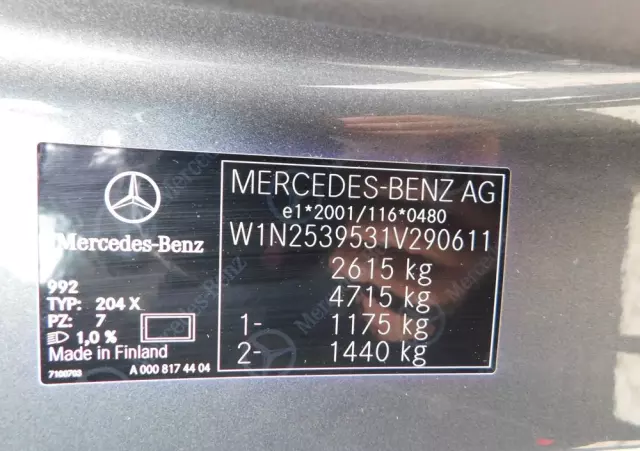 Mercedes-Benz
992
TYP: 204 X
PZ: 7
1,0 %
Made in Finland
7100703
A 000 817 44 04
MERCEDES-BENZ AG
e1*2001/116*0480
W1N2539531V290611
2615 kg
4715 kg
1- 1175 kg
2- 1440 kg